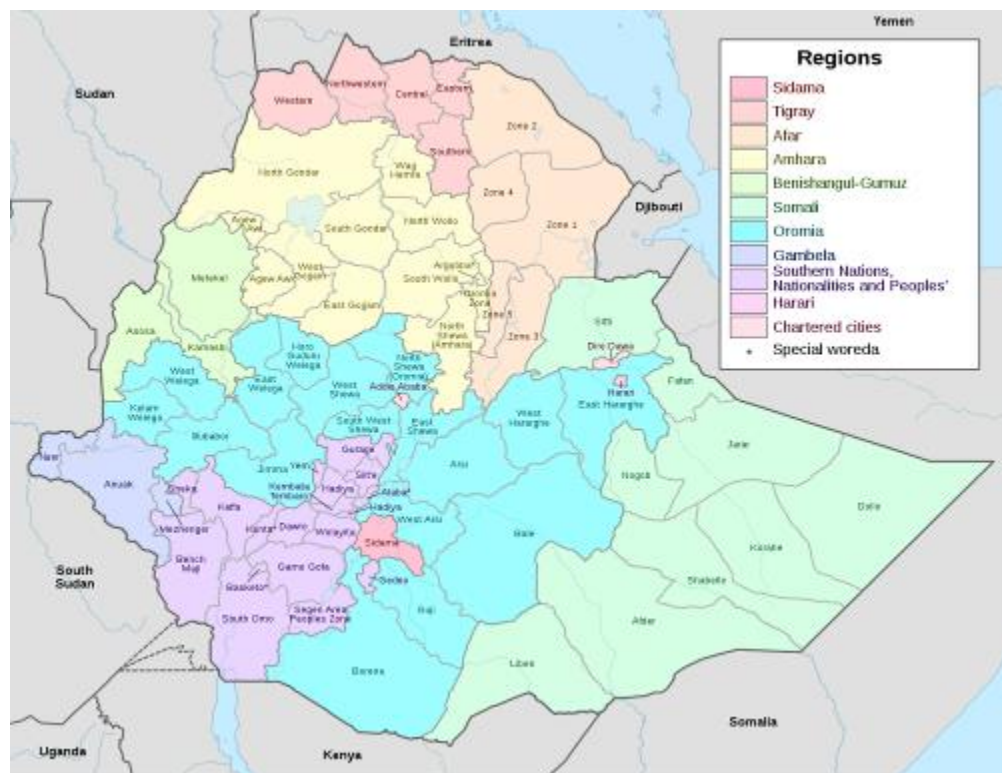 Yemen
Eritrea
Sudan
Regions
Sidama
Tigray
Afar
Amhara
Benishangul-Gumuz
Somali
Oromia
Gambela
Southern Nations,
Nationalities and Peoples'
Harari
Chartered cities
Special woreda
Northwestern
Western
Central
Eastern
Southern
Zone 2
North Gondar
Wag
Hemra
Zone 4
Zone 1
Djibouti
South Gondar
North Wollo
Agew Awi
West
Gojjam
South Wollo
East Gojjam
Metekel
Oromia
Zone
Zone 5
Zone 3
North
Shewa
(Amhara)
Asosa
Kamashi
Sitti
Dire Dawa
Fafan
Harari
East Hararghe
West
Hararghe
West
Welega
East
Welega
Horo
Guduru
Welega
West
Shewa
North
Shewa
(Oromia)
Addis Ababa
Kelam
Welega
Illubabor
South West
Shewa
East
Shewa
Arsi
Jimma
Yem
Gurage
Silte
Hadiya
Kembata
Tembaro
Alaba*
Hadiya
West Arsi
Nuer
Anuak
Sheka
Keffa
Mezhenger
Bench
Maji
Konta*
Dawro
Welayita
Sidama
Gamo Gofa
Basketo*
Gedeo
South Omo
Segen Area
Peoples Zone
Borena
Guji
Bale
Nogob
Jarar
Dollo
Korahe
Shabelle
Afder
Liben
South
Sudan
Uganda
Kenya
Somalia